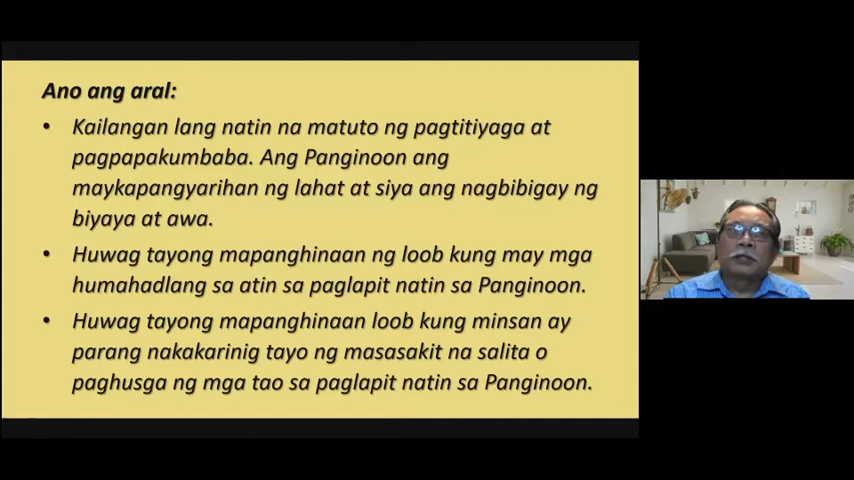 Ano ang aral:
• Kailangan lang natin na matuto ng pagtitiyaga at
pagpapakumbaba. Ang Panginoon ang
maykapangyarihan ng lahat at siya ang nagbibigay ng
biyaya at awa.
• Huwag tayong mapanghinaan ng loob kung may mga
humahadlang sa atin sa paglapit natin sa Panginoon.
• Huwag tayong mapanghinaan loob kung minsan ay
parang nakakarinig tayo ng masasakit na salita o
paghusga ng mga tao sa paglapit natin sa Panginoon.